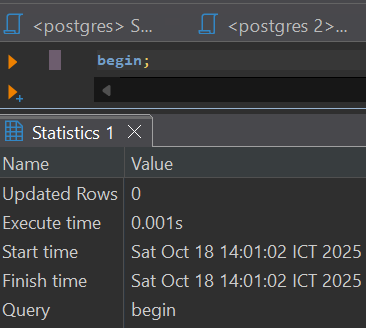 <postgres> S... <postgres 2>...
begin;
Statistics 1
Name Value
Updated Rows 0
Execute time 0.001s
Start time Sat Oct 18 14:01:02 ICT 2025
Finish time Sat Oct 18 14:01:02 ICT 2025
Query begin